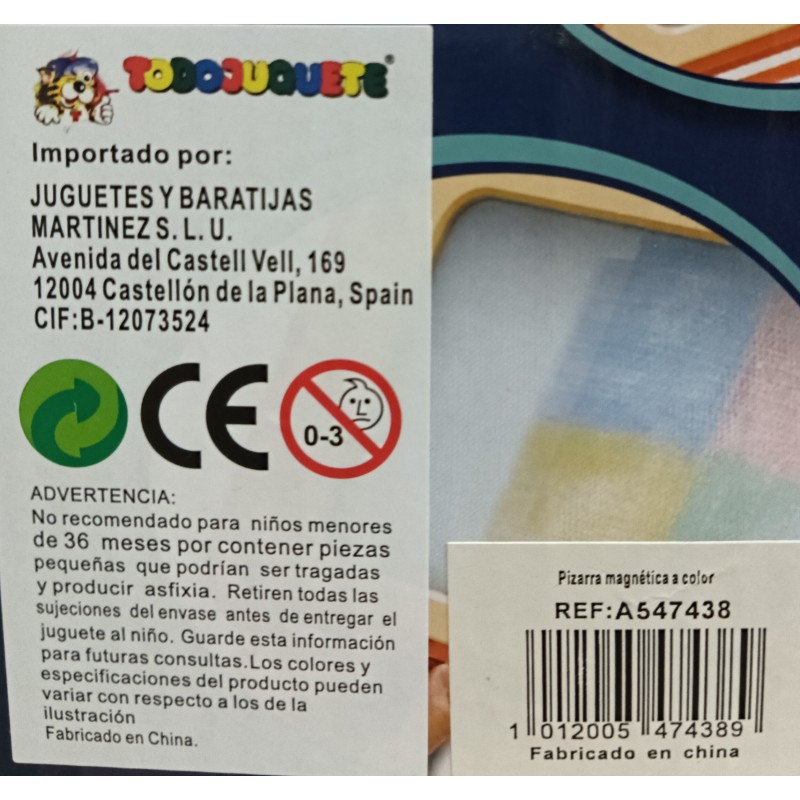 TODOJUGUETE®
Importado por:
JUGUETES Y BARATIJAS
MARTINEZ S.L.U.
Avenida del Castell Vell, 169
12004 Castellón de la Plana, Spain
CIF:B-12073524
CE
0-3
ADVERTENCIA:
No recomendado para niños menores
de 36 meses por contener piezas
pequeñas que podrían ser tragadas
y producir asfixia. Retiren todas las
sujeciones del envase antes de entregar el
juguete al niño. Guarde esta información
para futuras consultas.Los colores y
especificaciones del producto pueden
variar con respecto a los de la
ilustración
Fabricado en China.
Pizarra magnética a color
REF:A547438
1 012005 474389
Fabricado en china